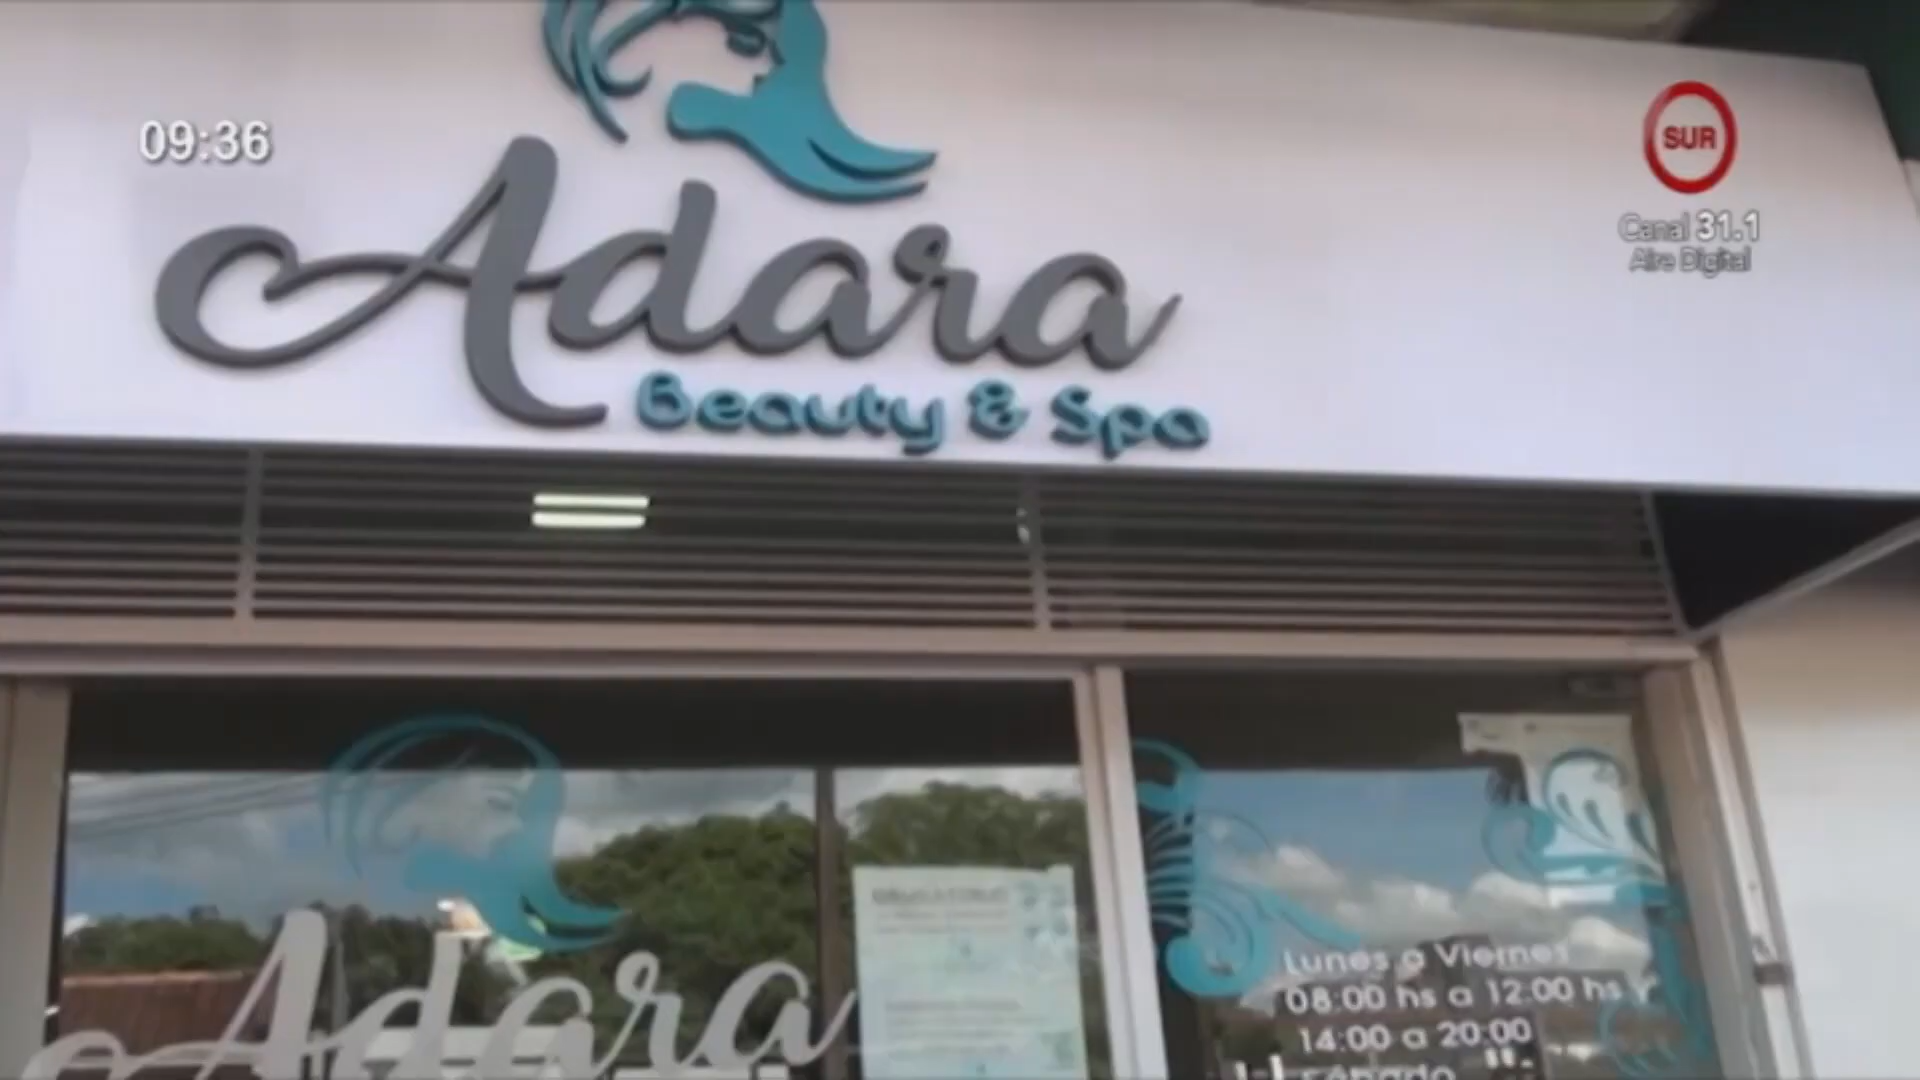 09:36
SUR
Canal 31.1
Aire Digital
Adara
Beauty & Spa
Adara
Lunes a Viernes
08:00 hs a 12:00 hs y
14:00 a 20:00
Sábado